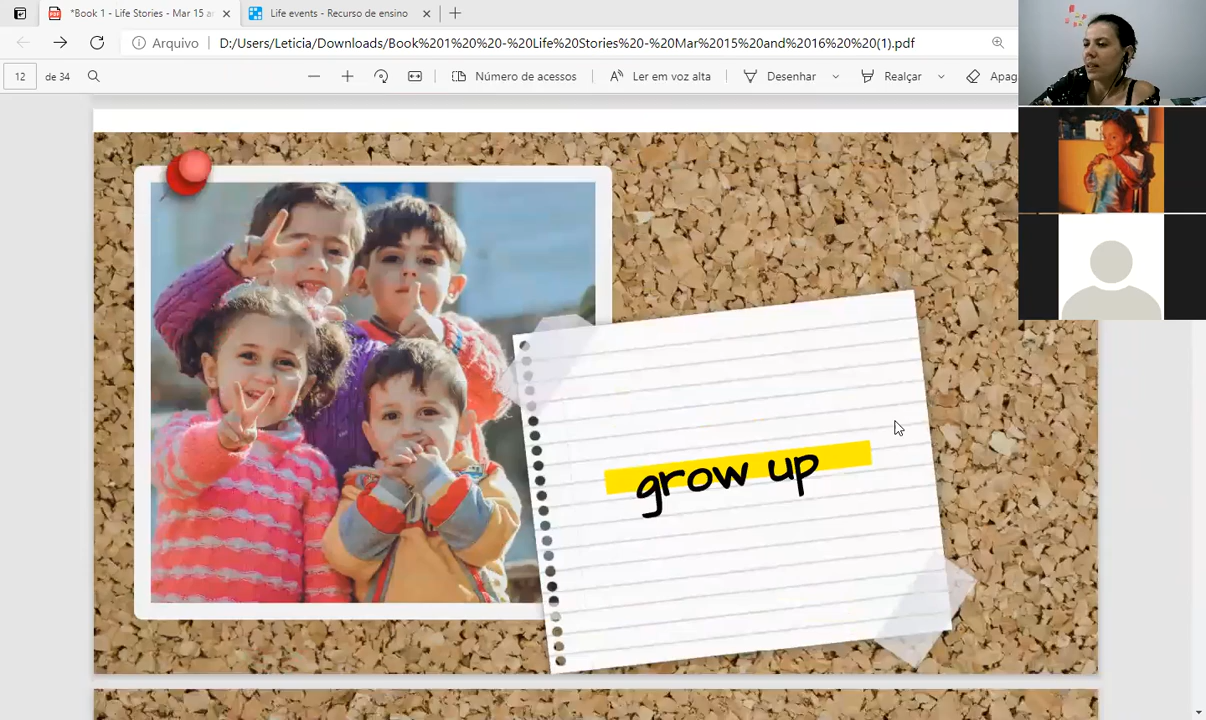 *Book 1 - Life Stories - Mar 15 a
Life events - Recurso de ensino
Arquivo
D:/Users/Leticia/Downloads/Book%201%20%20-%20Life%20Stories%20-%20Mar%2015%20and%2016%20%20(1).pdf
12
de 34
Número de acessos
Ler em voz alta
Desenhar
Realçar
Apag
grow up